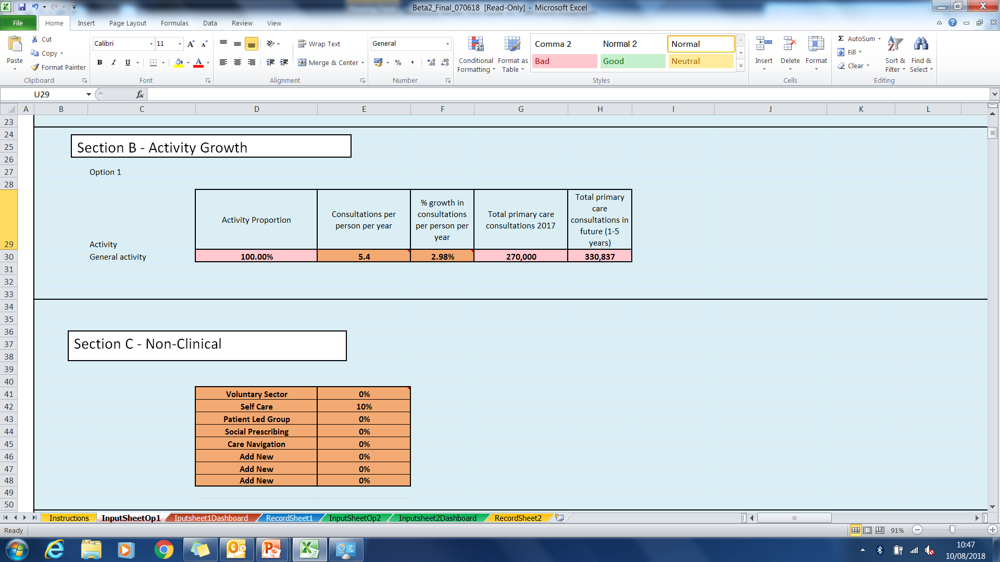 Beta2_Final_070618 [Read-Only] - Microsoft Excel
File Home Insert Page Layout Formulas Data Review View
Paste
Cut
Copy
Format Painter
Clipboard
Calibri 11
B I U
Font
Wrap Text
Merge & Center
Alignment
General
Number
Conditional Formatting
Format as Table
Comma 2 Normal 2 Normal
Bad Good Neutral
Styles
Insert Delete Format
Cells
AutoSum
Fill
Clear
Sort & Filter
Find & Select
Editing
U29
A B C D E F G H I J K L
23
24
25 Section B - Activity Growth
26
27 Option 1
28
Activity Proportion
Consultations per person per year
% growth in consultations per person per year
Total primary care consultations 2017
Total primary care consultations in future (1-5 years)
29 Activity
30 General activity 100.00% 5.4 2.98% 270,000 330,837
31
32
33
34
35
36
37 Section C - Non-Clinical
38
39
40
41 Voluntary Sector 0%
42 Self Care 10%
43 Patient Led Group 0%
44 Social Prescribing 0%
45 Care Navigation 0%
46 Add New 0%
47 Add New 0%
48 Add New 0%
49
50
Instructions InputSheetOp1 Iputsheet1Dashboard RecordSheet1 InputSheetOp2 Inputsheet2Dashboard RecordSheet2
Ready 91%
10:47
10/08/2018